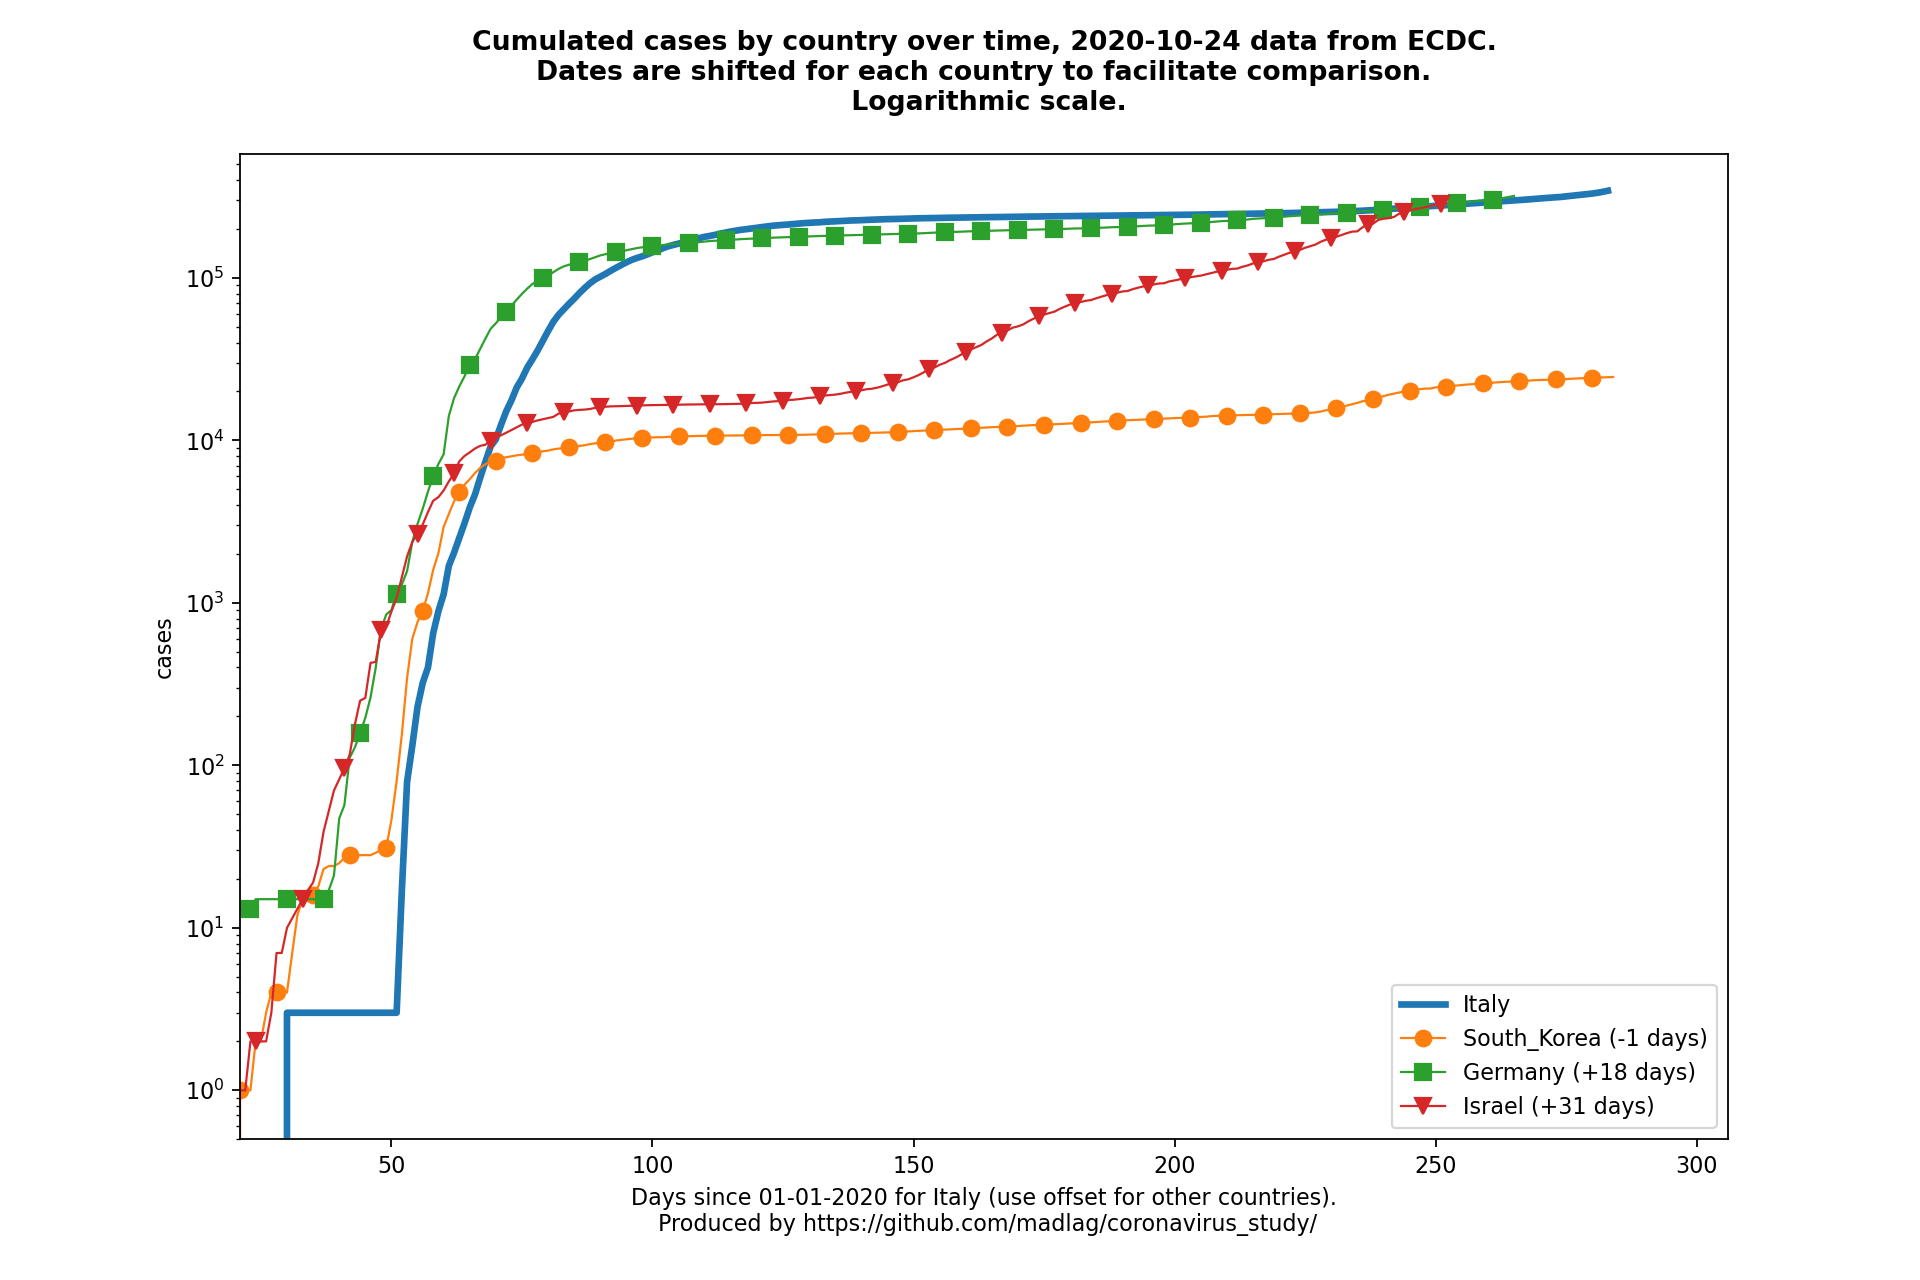 Cumulated cases by country over time, 2020-10-24 data from ECDC.
Dates are shifted for each country to facilitate comparison.
Logarithmic scale.
cases
10^5
10^4
10^3
10^2
10^1
10^0
50
100
150
200
250
300
Italy
South_Korea (-1 days)
Germany (+18 days)
Israel (+31 days)
Days since 01-01-2020 for Italy (use offset for other countries).
Produced by https://github.com/madlag/coronavirus_study/